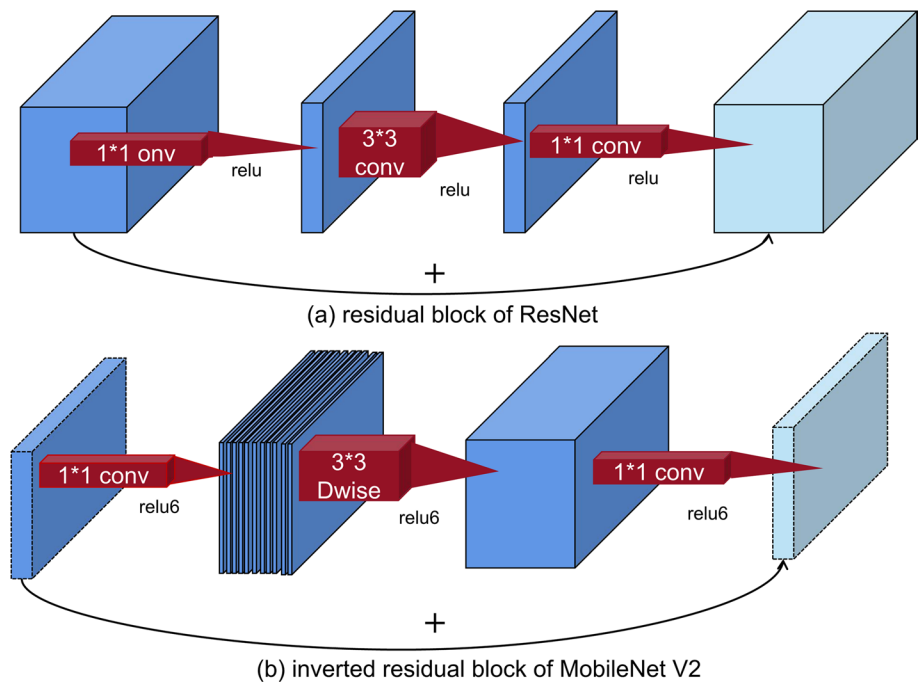 1*1 onv
relu
3*3
conv
relu
1*1 conv
relu
+
(a) residual block of ResNet
1*1 conv
relu6
3*3
Dwise
relu6
1*1 conv
relu6
+
(b) inverted residual block of MobileNet V2